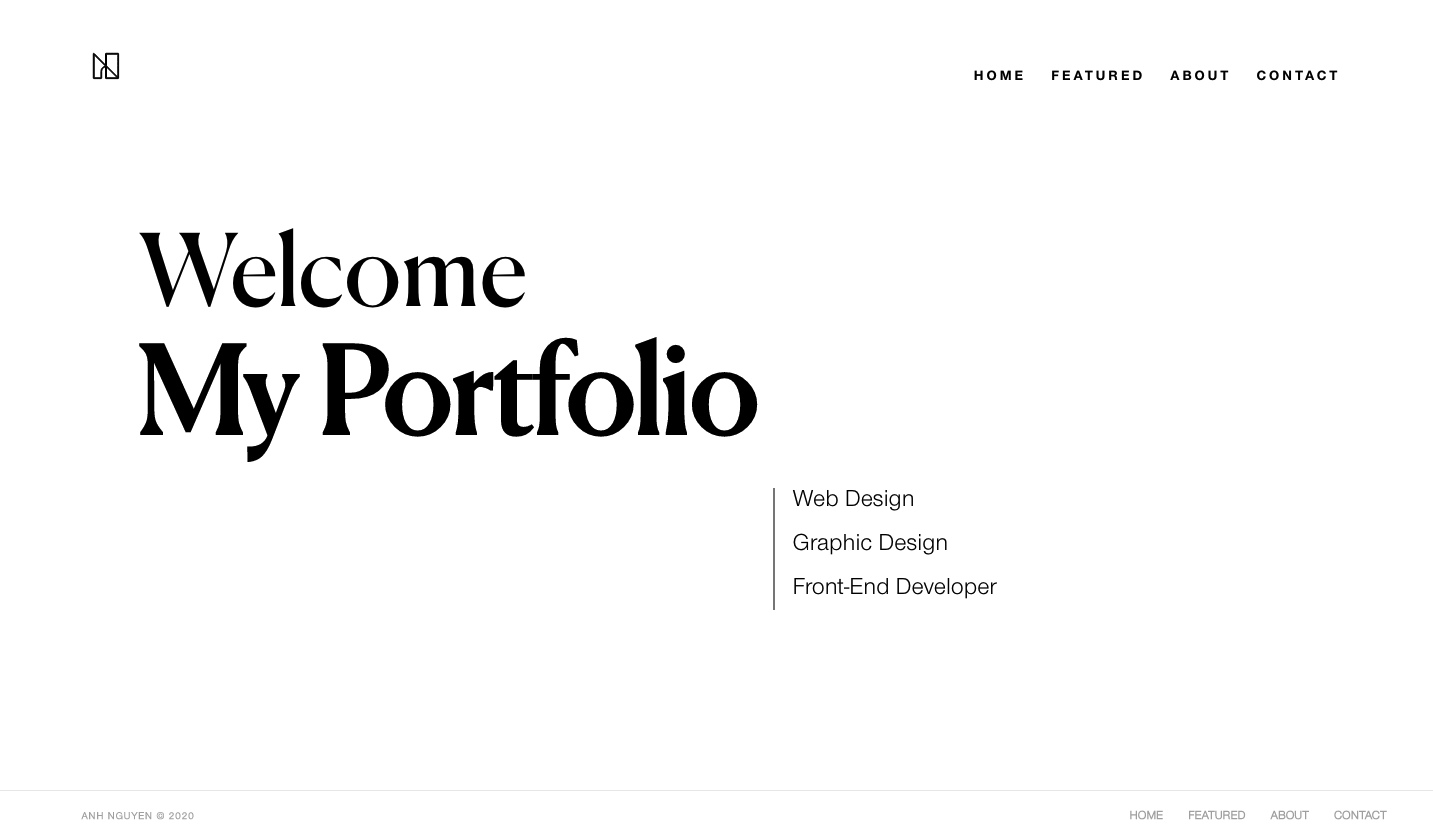 HOME FEATURED ABOUT CONTACT
Welcome
My Portfolio
Web Design
Graphic Design
Front-End Developer
ANH NGUYEN © 2020
HOME FEATURED ABOUT CONTACT